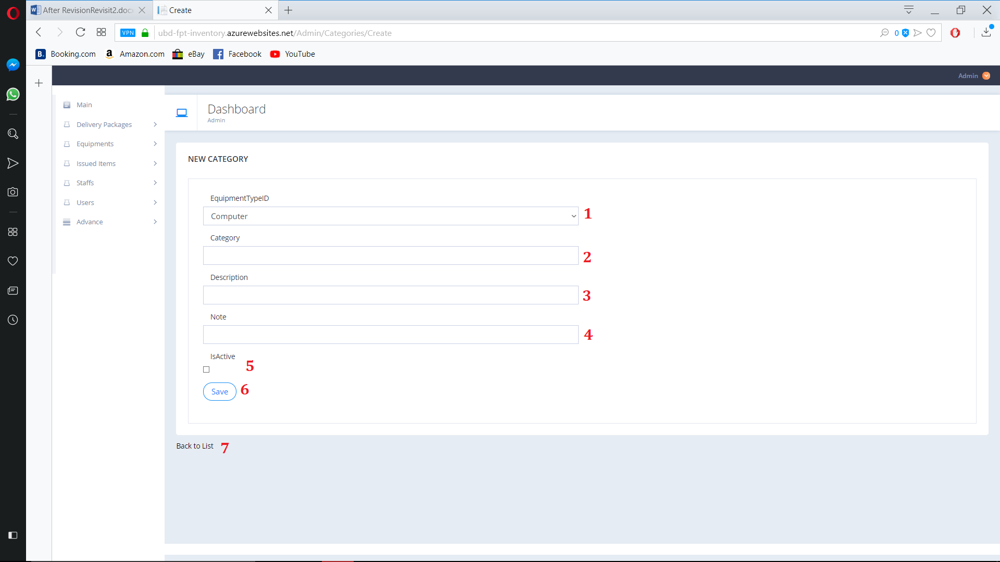 After RevisionRevisit2.docx
Create
VPN
ubd-fpt-inventory.azurewebsites.net/Admin/Categories/Create
0
B. Booking.com
a Amazon.com
eBay
Facebook
YouTube
Admin
Main
Delivery Packages
Equipments
Issued Items
Staffs
Users
Advance
Dashboard
Admin
NEW CATEGORY
EquipmentTypeID
Computer 1
Category
2
Description
3
Note
4
IsActive
5
Save 6
Back to List 7